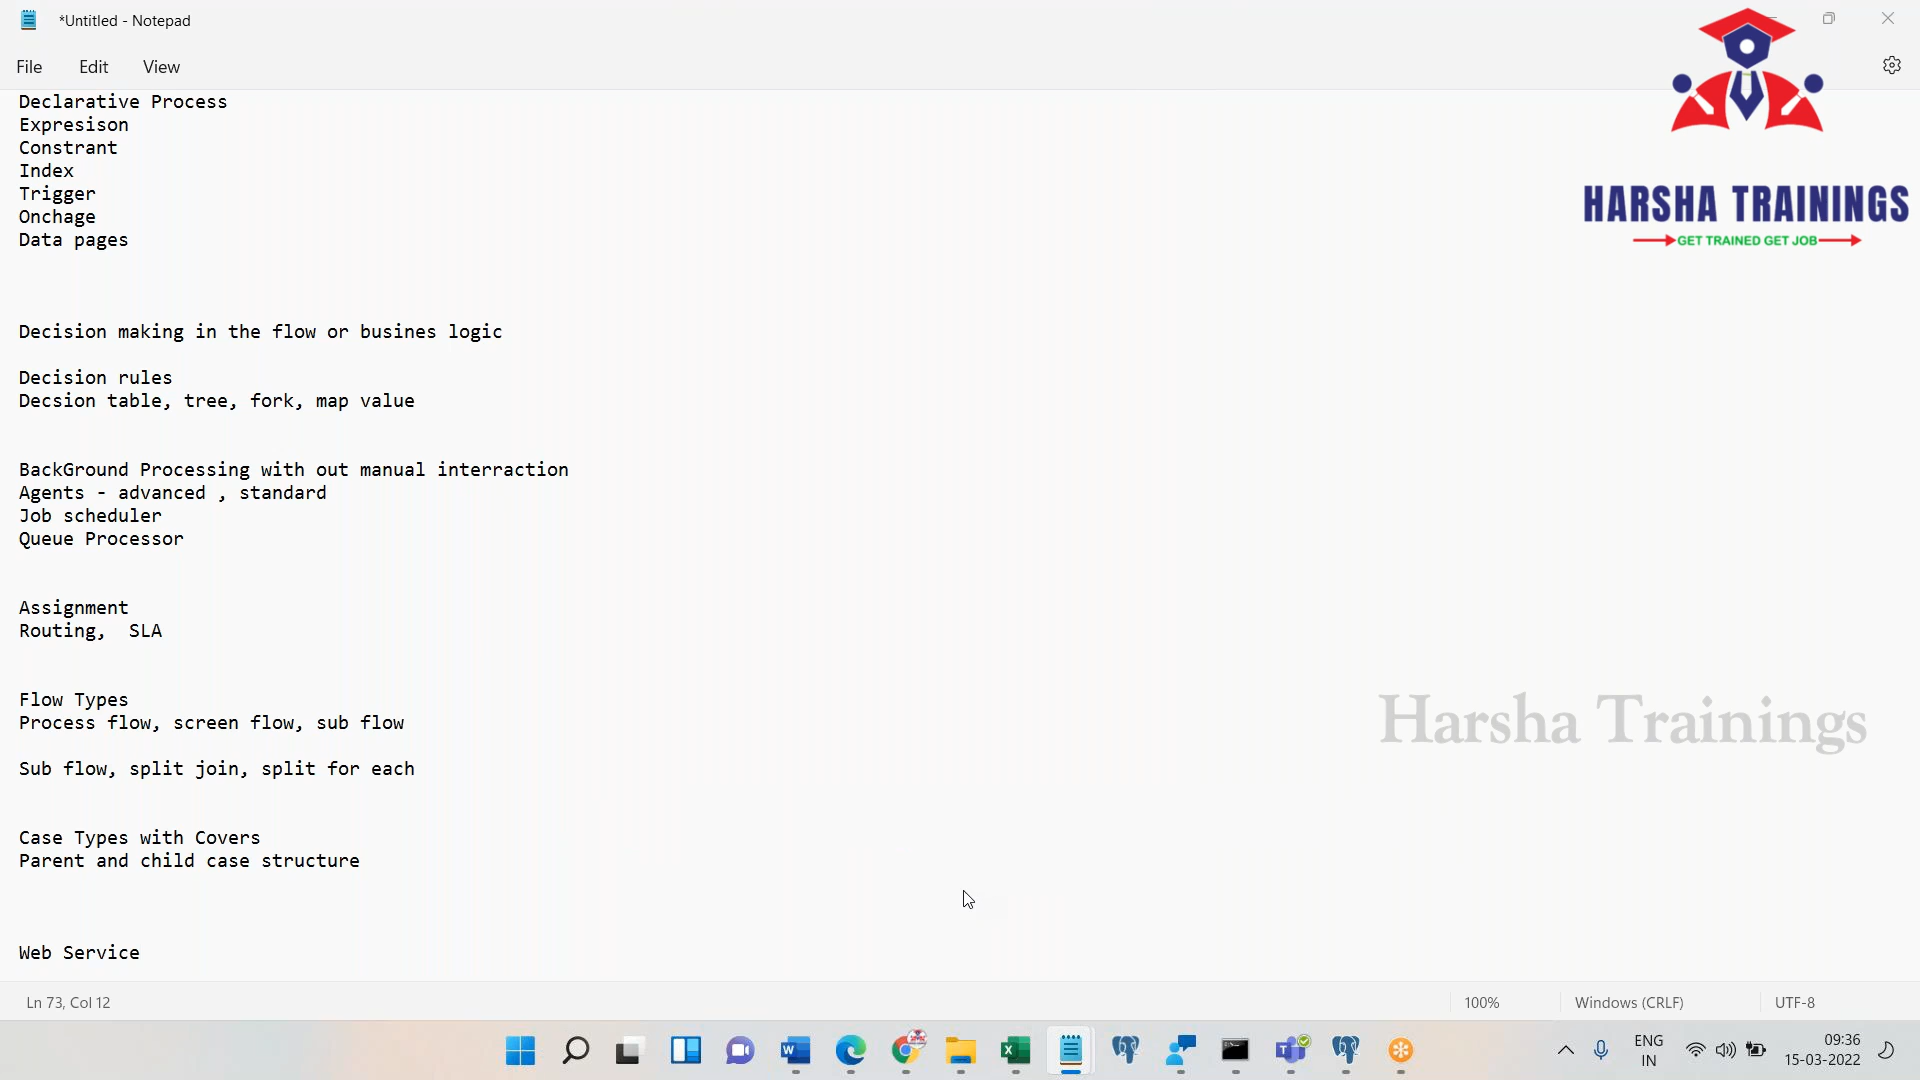 *Untitled - Notepad
File Edit View
HARSHA TRAININGS
GET TRAINED GET JOB
Declarative Process
Expresison
Constrant
Index
Trigger
Onchage
Data pages
Decision making in the flow or busines logic
Decision rules
Decsion table, tree, fork, map value
BackGround Processing with out manual interraction
Agents - advanced , standard
Job scheduler
Queue Processor
Assignment
Routing,  SLA
Flow Types
Process flow, screen flow, sub flow
Harsha Trainings
Sub flow, split join, split for each
Case Types with Covers
Parent and child case structure
Web Service
Ln 73, Col 12
100%
Windows (CRLF)
UTF-8
ENG
IN
09:36
15-03-2022